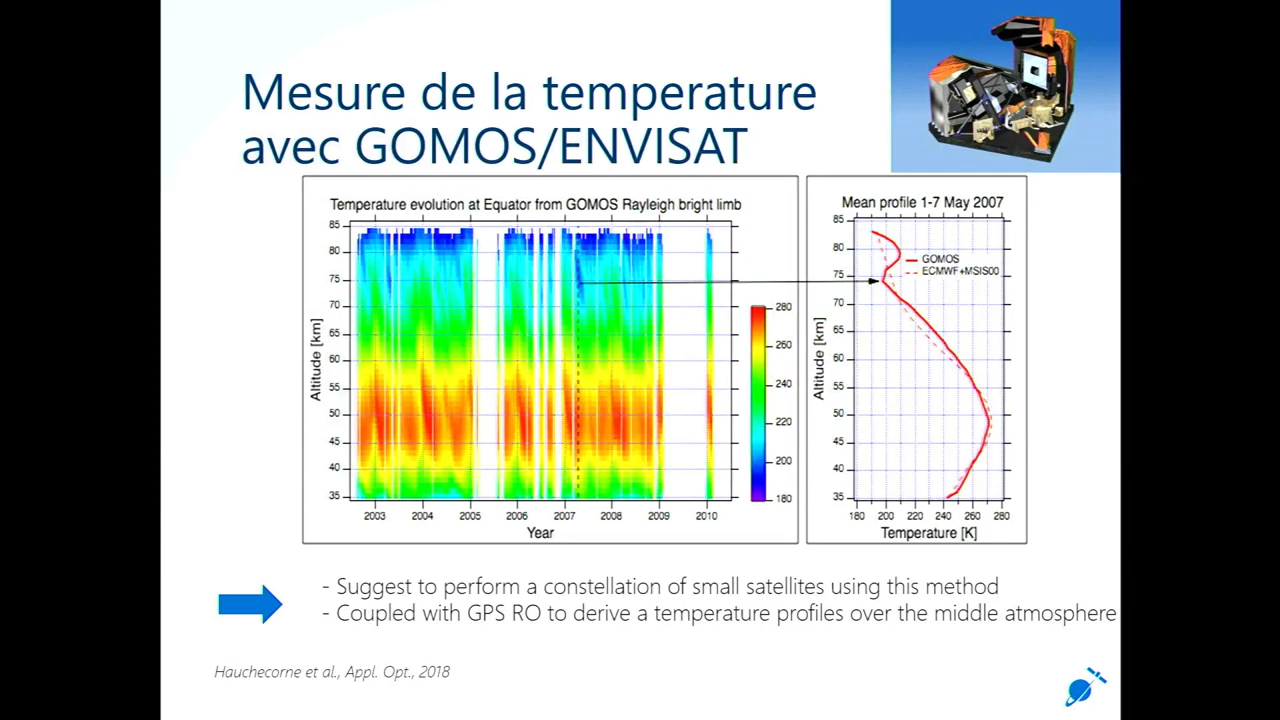 Mesure de la temperature
avec GOMOS/ENVISAT
Temperature evolution at Equator from GOMOS Rayleigh bright limb
85
80
75
70
65
60
55
50
45
40
35
Altitude [km]
2003 2004 2005 2006 2007 2008 2009 2010
Year
280
260
240
220
200
180
Mean profile 1-7 May 2007
GOMOS
ECMWF+MSIS00
85
80
75
70
65
60
55
50
45
40
35
Altitude [km]
180 200 220 240 260 280
Temperature [K]
- Suggest to perform a constellation of small satellites using this method
- Coupled with GPS RO to derive a temperature profiles over the middle atmosphere
Hauchecorne et al., Appl. Opt., 2018